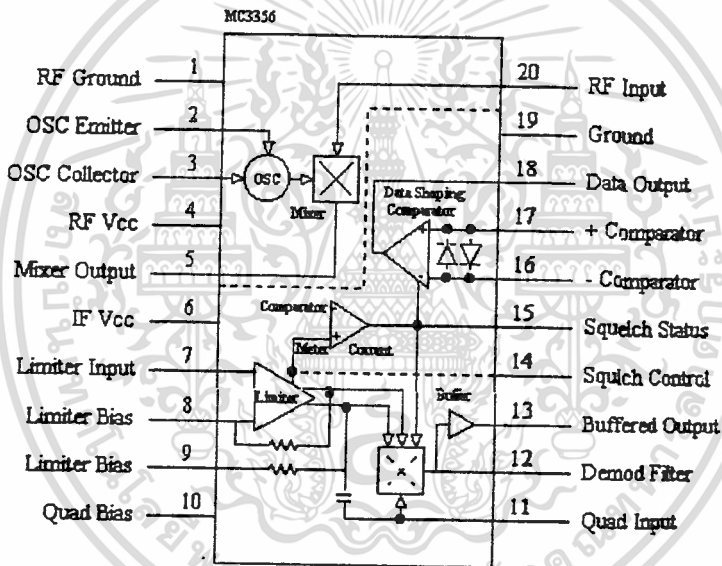 MC3356
RF Ground 1
20 RF Input
OSC Emitter 2
19 Ground
OSC Collector 3
18 Data Output
OSC
Mixer
Data Shaping
Comparator
RF Vcc 4
17 + Comparator
+
Mixer Output 5
16 - Comparator
-
IF Vcc 6
Comparator -
15 Squelch Status
+
Meter Current
Limiter Input 7
14 Squlch Control
Limiter
Buffer
Limiter Bias 8
13 Buffered Output
Limiter Bias 9
12 Demod Filter
x
Quad Bias 10
11 Quad Input